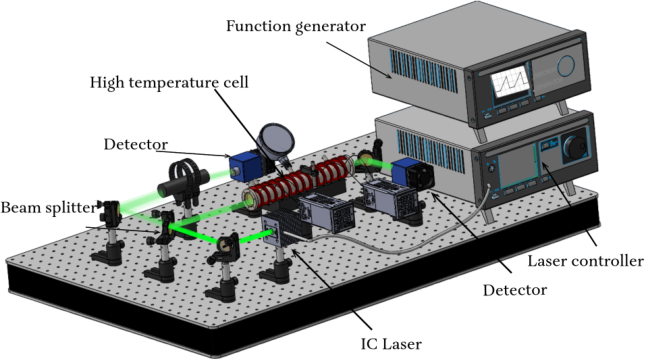 Function generator
High temperature cell
Detector
Beam splitter
Laser controller
Detector
IC Laser